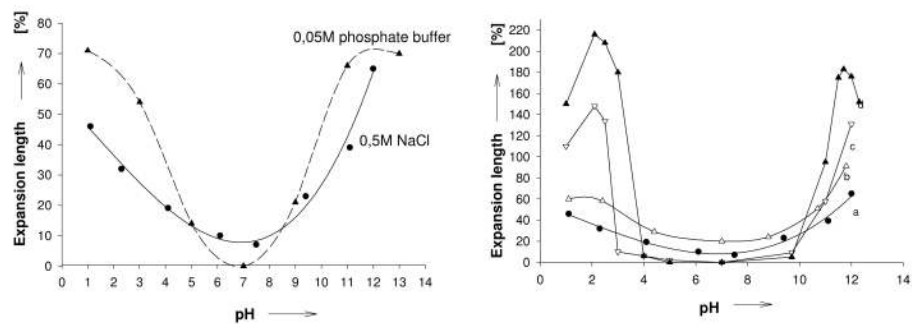 [%]
80
70
60
50
40
30
20
10
0
Expansion length
0,05M phosphate buffer
0,5M NaCl
0 1 2 3 4 5 6 7 8 9 10 11 12 13 14
pH
[%]
220
200
180
160
140
120
100
80
60
40
20
0
Expansion length
d
c
b
a
0 2 4 6 8 10 12 14
pH